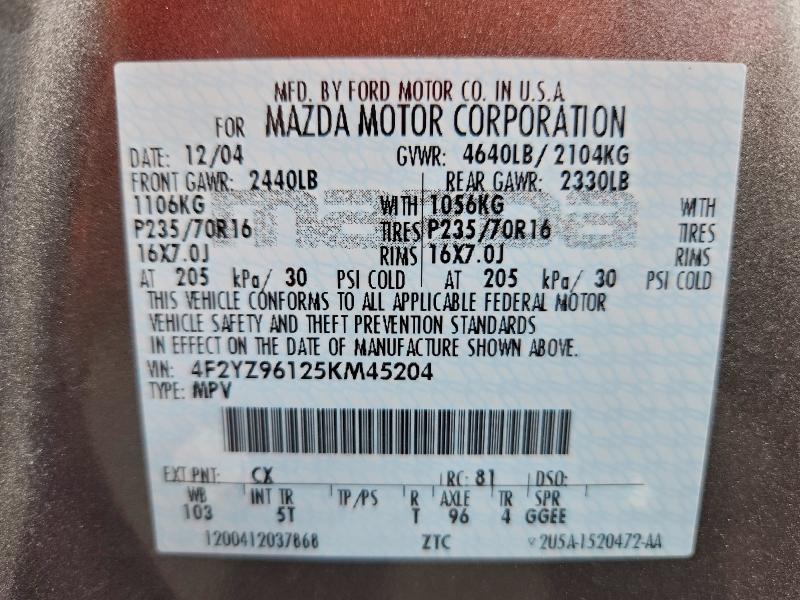 MFD. BY FORD MOTOR CO. IN U.S.A.
FOR MAZDA MOTOR CORPORATION
DATE: 12/04 GVWR: 4640LB/ 2104KG
FRONT GAWR: 2440LB REAR GAWR: 2330LB
1106KG WITH 1056KG WITH
P235/70R16 TIRES P235/70R16 TIRES
16X7.0J RIMS 16X7.0J RIMS
AT 205 kPa/ 30 PSI COLD AT 205 kPa/ 30 PSI COLD
THIS VEHICLE CONFORMS TO ALL APPLICABLE FEDERAL MOTOR
VEHICLE SAFETY AND THEFT PREVENTION STANDARDS
IN EFFECT ON THE DATE OF MANUFACTURE SHOWN ABOVE.
VIN: 4F2YZ96125KM45204
TYPE: MPV
EXT PNT: CX RC: 81 DSO:
WB INT TR TP/PS R AXLE TR SPR
103 5T T 96 4 GGEE
1200412037868 ZTC V 2U5A-1520472-AA